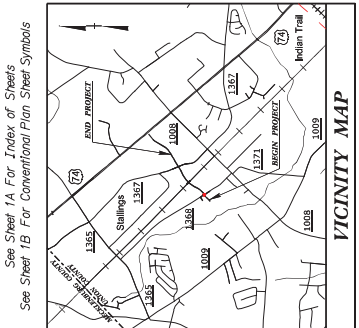 See Sheet 1A For Index of Sheets
See Sheet 1B For Conventional Plan Sheet Symbols
74
Indian Trail
1367
END PROJECT
1008
BEGIN PROJECT
1009
1371
74
Stallings
1367
1368
1008
1365
1009
MECKLENBURG COUNTY
UNION COUNTY
1365
VICINITY MAP